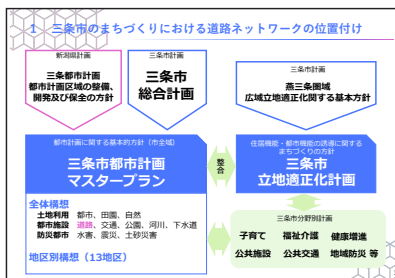 1 三条市のまちづくりにおける道路ネットワークの位置付け
新潟県計画
三条都市計画
都市計画区域の整備、
開発及び保全の方針
三条市計画
三条市
総合計画
三条市計画
燕三条圏域
広域立地適正化関する基本方針
都市計画に関する基本的方針（市全域）
三条市都市計画
マスタープラン
全体構想
土地利用 都市、田園、自然
都市施設 道路、交通、公園、河川、下水道
防災都市 水害、震災、土砂災害
地区別構想（13地区）
整合
住居機能・都市機能の誘導に関する
まちづくりの方針
三条市
立地適正化計画
三条市分野別計画
子育て 福祉介護 健康増進
公共施設 公共交通 地域防災 等